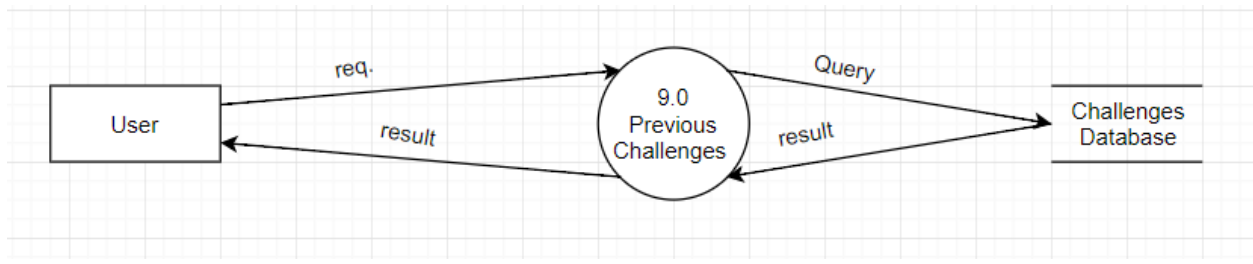 User
req.
result
9.0
Previous
Challenges
Query
result
Challenges
Database